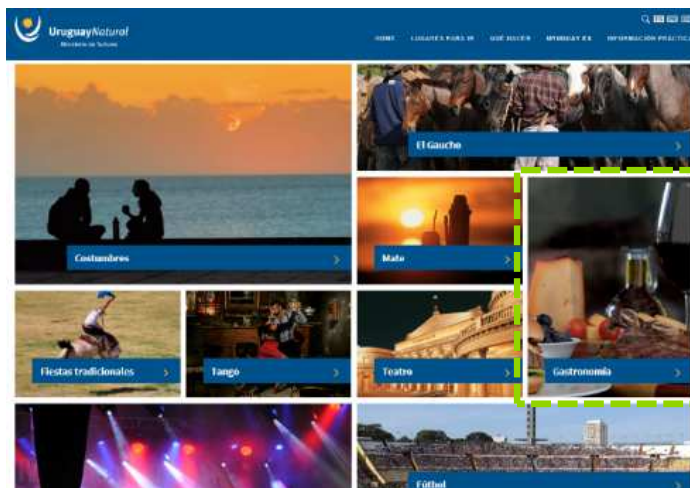 UruguayNatural
Ministerio de Turismo
HOME LUGARES PARA IR QUÉ HACER URUGUAY ES INFORMACIÓN PRÁCTICA
El Gaucho
Costumbres
Mate
Fiestas tradicionales
Tango
Teatro
Gastronomía
Fútbol